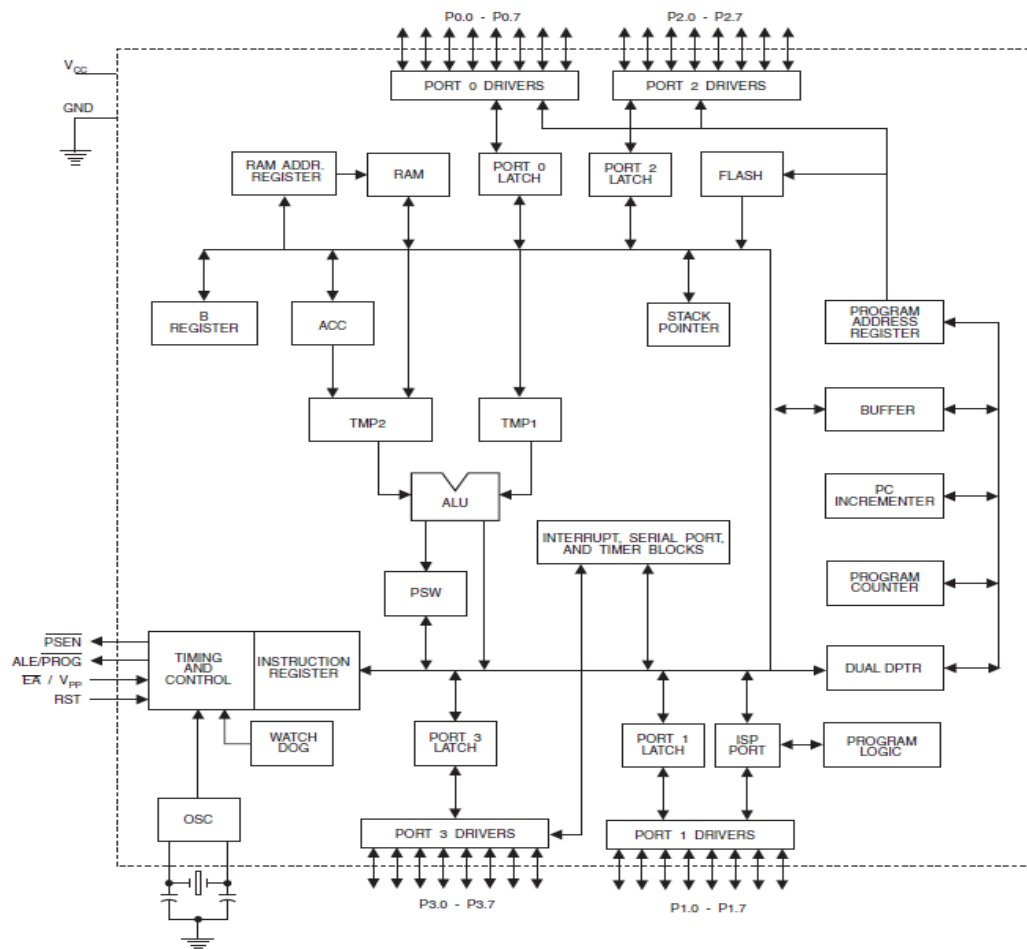 P0.0 - P0.7
P2.0 - P2.7
VCC
PORT 0 DRIVERS
PORT 2 DRIVERS
GND
RAM ADDR.
REGISTER
RAM
PORT 0
LATCH
PORT 2
LATCH
FLASH
B
REGISTER
ACC
STACK
POINTER
PROGRAM
ADDRESS
REGISTER
TMP2
TMP1
BUFFER
ALU
PC
INCREMENTER
INTERRUPT, SERIAL PORT,
AND TIMER BLOCKS
PSW
PROGRAM
COUNTER
PSEN
ALE/PROG
EA / VPP
RST
TIMING
AND
CONTROL
INSTRUCTION
REGISTER
DUAL DPTR
WATCH
DOG
PORT 3
LATCH
PORT 1
LATCH
ISP
PORT
PROGRAM
LOGIC
OSC
PORT 3 DRIVERS
PORT 1 DRIVERS
P3.0 - P3.7
P1.0 - P1.7